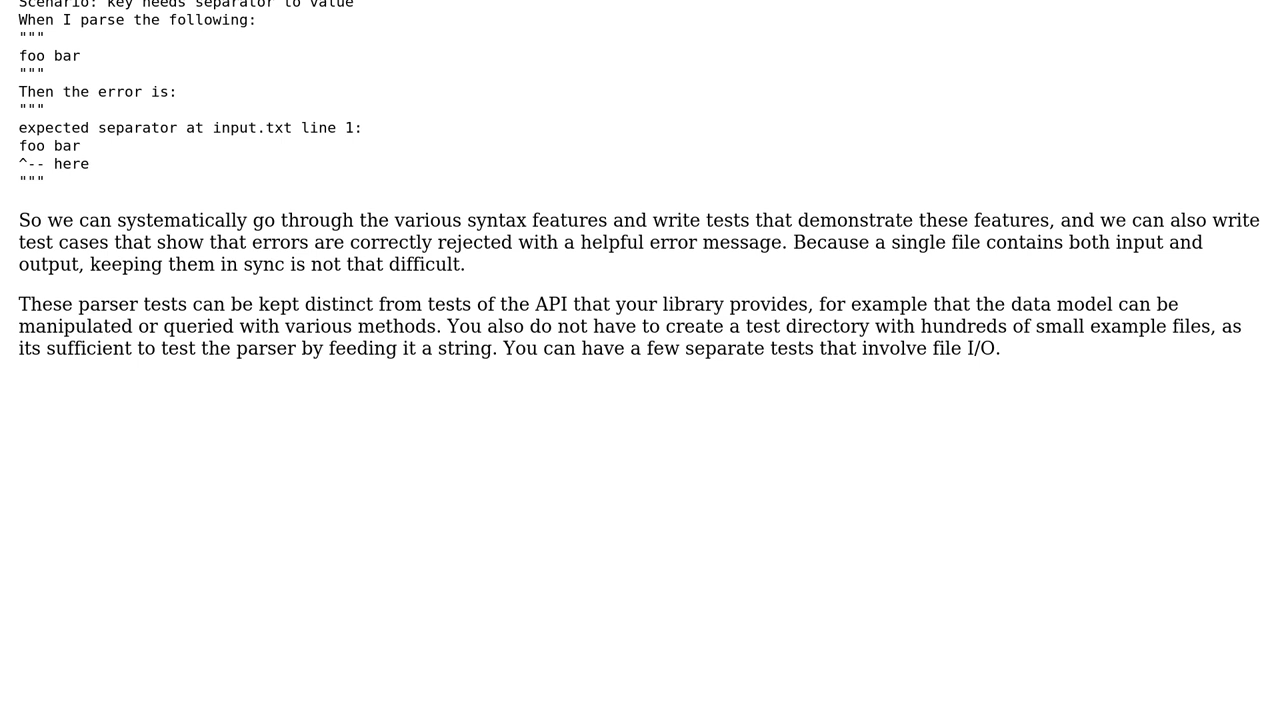 Scenario: key needs separator to value
When I parse the following:
"""
foo bar
"""
Then the error is:
"""
expected separator at input.txt line 1:
foo bar
^-- here
"""
So we can systematically go through the various syntax features and write tests that demonstrate these features, and we can also write
test cases that show that errors are correctly rejected with a helpful error message. Because a single file contains both input and
output, keeping them in sync is not that difficult.
These parser tests can be kept distinct from tests of the API that your library provides, for example that the data model can be
manipulated or queried with various methods. You also do not have to create a test directory with hundreds of small example files, as
its sufficient to test the parser by feeding it a string. You can have a few separate tests that involve file I/O.